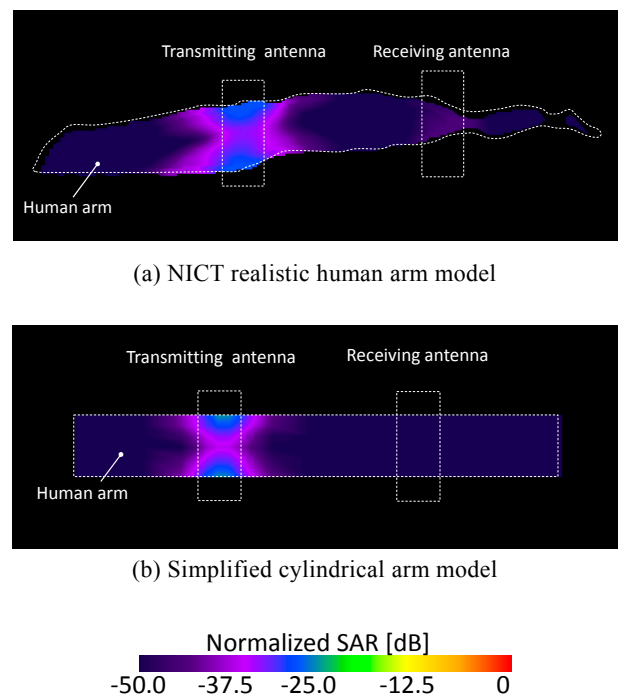 Transmitting antenna
Receiving antenna
Human arm
(a) NICT realistic human arm model
Transmitting antenna
Receiving antenna
Human arm
(b) Simplified cylindrical arm model
Normalized SAR [dB]
-50.0 -37.5 -25.0 -12.5 0